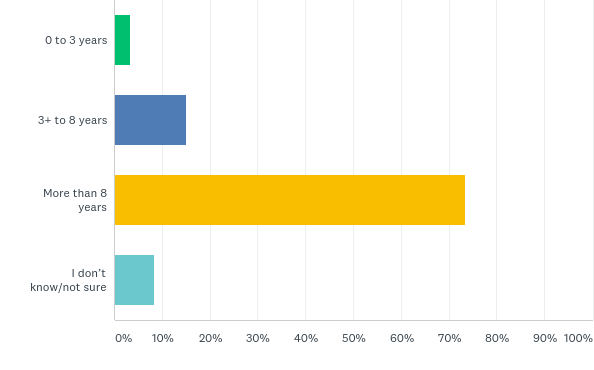 0 to 3 years
3+ to 8 years
More than 8
years
I don't
know/not sure
0% 10% 20% 30% 40% 50% 60% 70% 80% 90% 100%